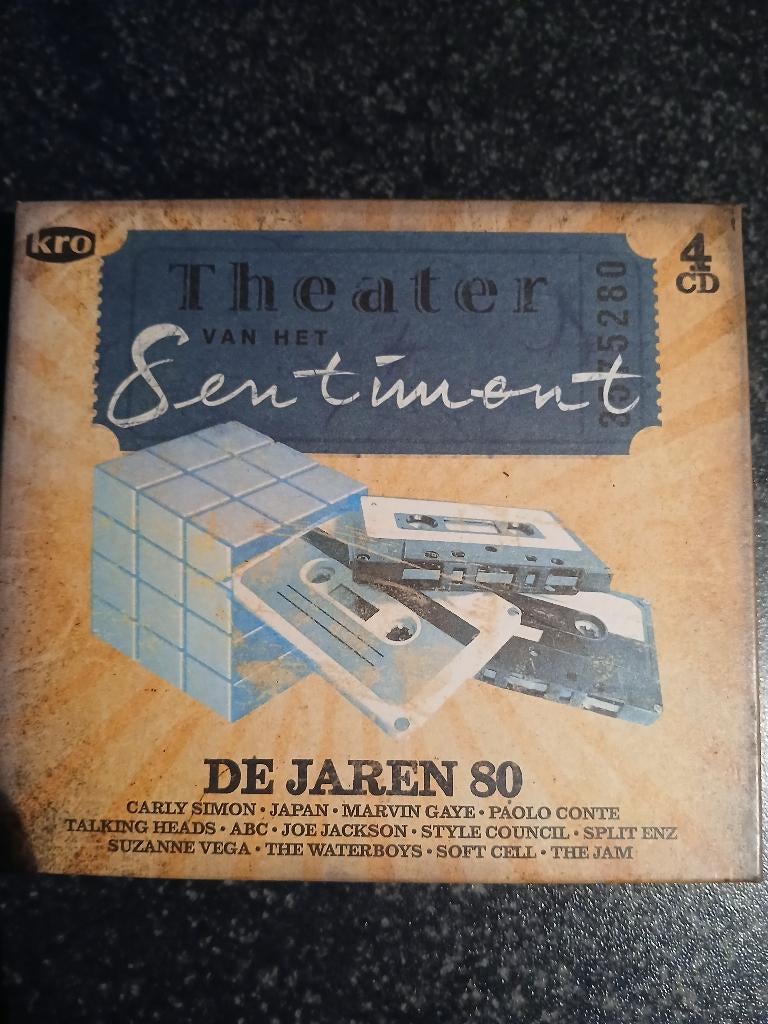 kro
Theater
VAN HET
Sentiment
4
CD
DE JAREN 80
CARLY SIMON • JAPAN • MARVIN GAYE • PAOLO CONTE
TALKING HEADS • ABC • JOE JACKSON • STYLE COUNCIL • SPLIT ENZ
SUZANNE VEGA • THE WATERBOYS • SOFT CELL • THE JAM